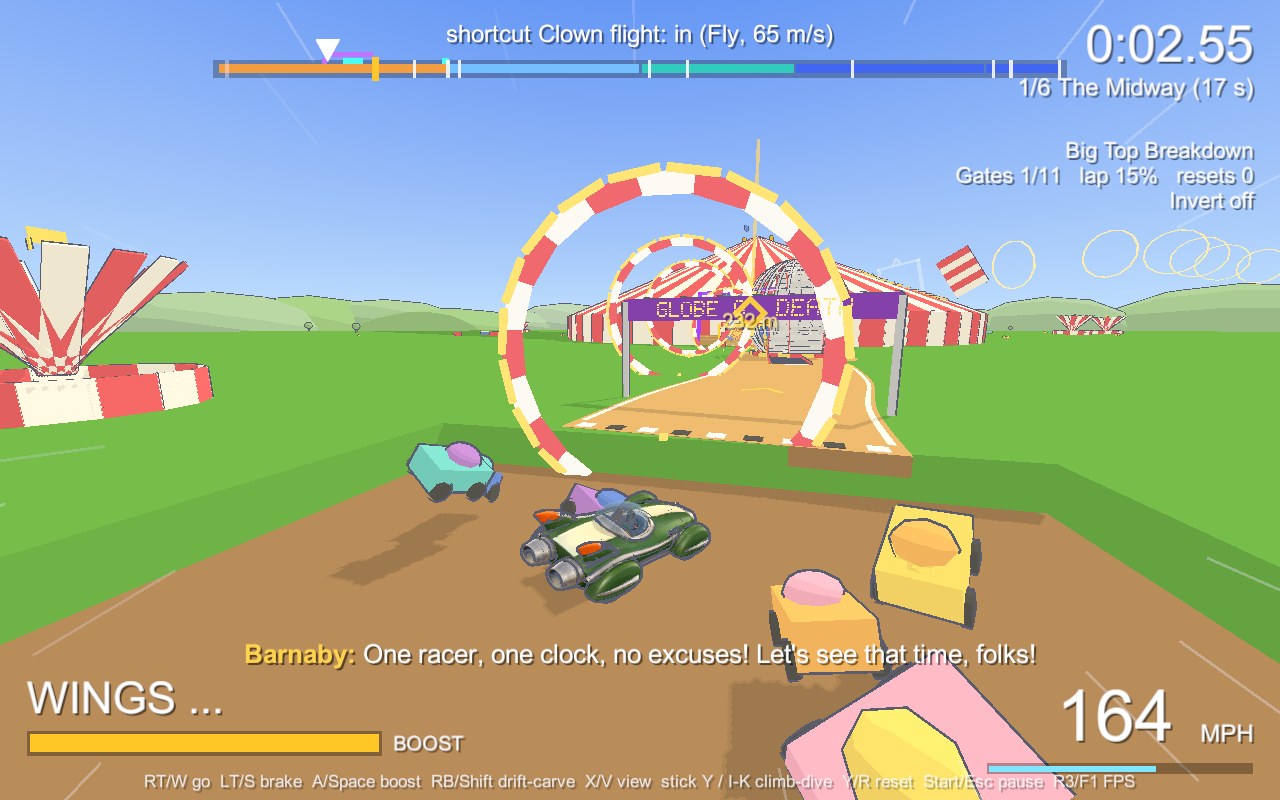 shortcut Clown flight: in (Fly, 65 m/s)
0:02.55
1/6 The Midway (17 s)
Big Top Breakdown
Gates 1/11 lap 15% resets 0
Invert off
GLOBE DEAT
232 m
Barnaby: One racer, one clock, no excuses! Let's see that time, folks!
WINGS ...
BOOST
164 MPH
RT/W go LT/S brake A/Space boost RB/Shift drift-carve X/V view stick Y / I-K climb-dive Y/R reset Start/Esc pause R3/F1 FPS